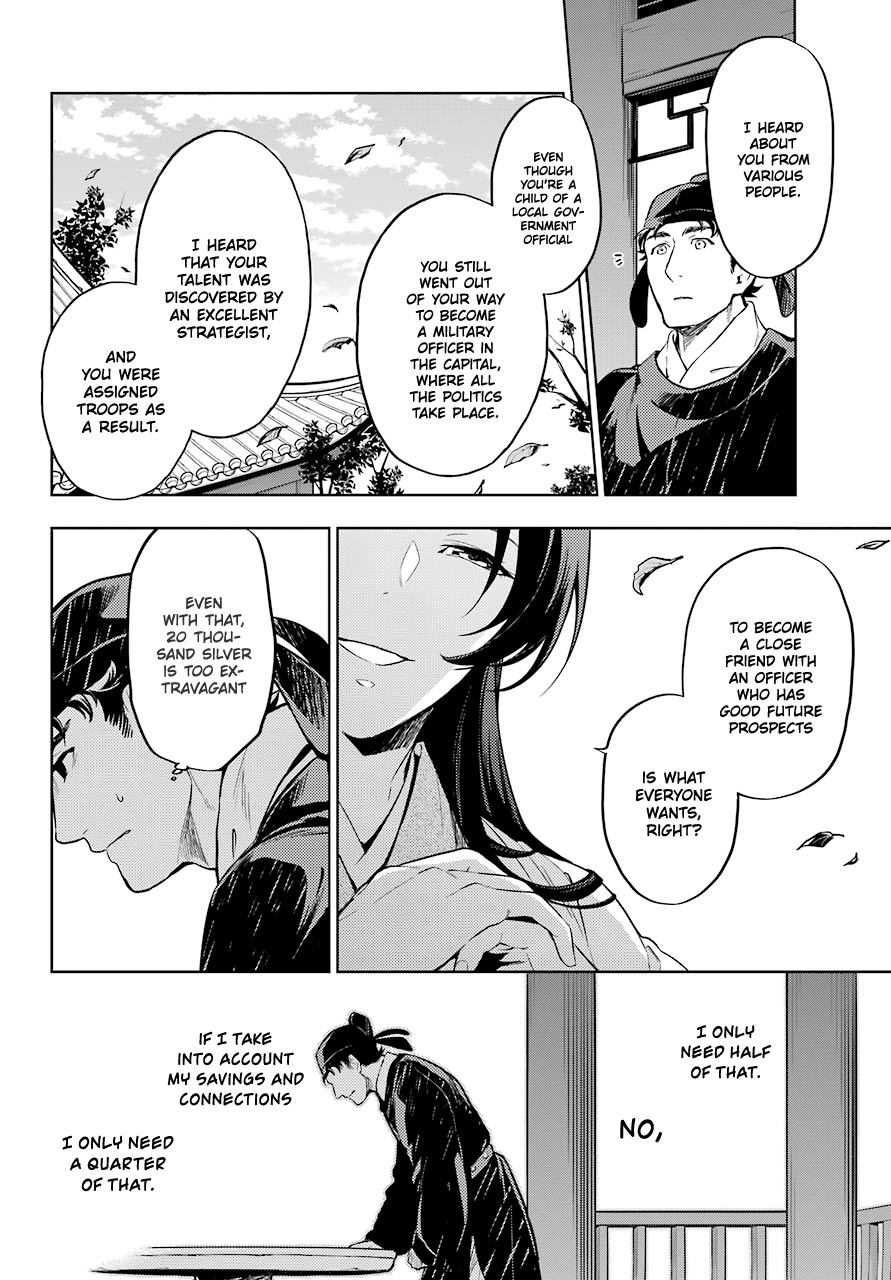 I HEARD
ABOUT
YOU FROM
VARIOUS
PEOPLE.
EVEN
THOUGH
YOU'RE A
CHILD OF A
LOCAL GOV-
ERNMENT
OFFICIAL
YOU STILL
WENT OUT
OF YOUR WAY
TO BECOME
A MILITARY
OFFICER IN
THE CAPITAL,
WHERE ALL
THE POLITICS
TAKE PLACE.
I HEARD
THAT YOUR
TALENT WAS
DISCOVERED BY
AN EXCELLENT
STRATEGIST,
AND
YOU WERE
ASSIGNED
TROOPS AS
A RESULT.
TO BECOME
A CLOSE
FRIEND WITH
AN OFFICER
WHO HAS
GOOD FUTURE
PROSPECTS
IS WHAT
EVERYONE
WANTS,
RIGHT?
EVEN
WITH THAT,
20 THOU-
SAND SILVER
IS TOO EX-
TRAVAGANT
I ONLY
NEED HALF
OF THAT.
NO,
IF I TAKE
INTO ACCOUNT
MY SAVINGS AND
CONNECTIONS
I ONLY NEED
A QUARTER
OF THAT.